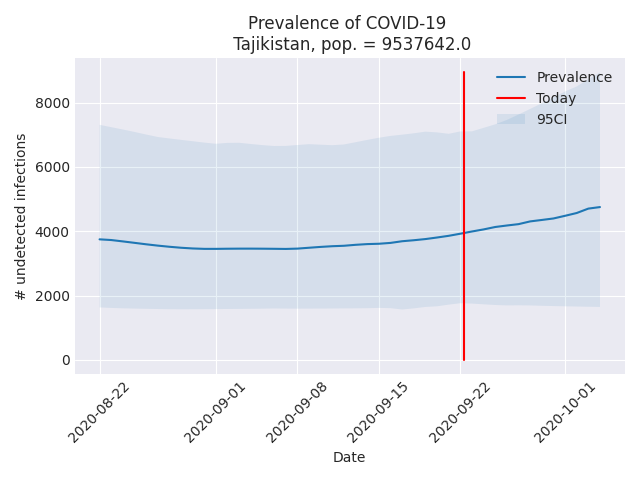 Prevalence of COVID-19
Tajikistan, pop. = 9537642.0
Prevalence
Today
95CI
# undetected infections
8000
6000
4000
2000
0
2020-08-22
2020-09-01
2020-09-08
2020-09-15
2020-09-22
2020-10-01
Date